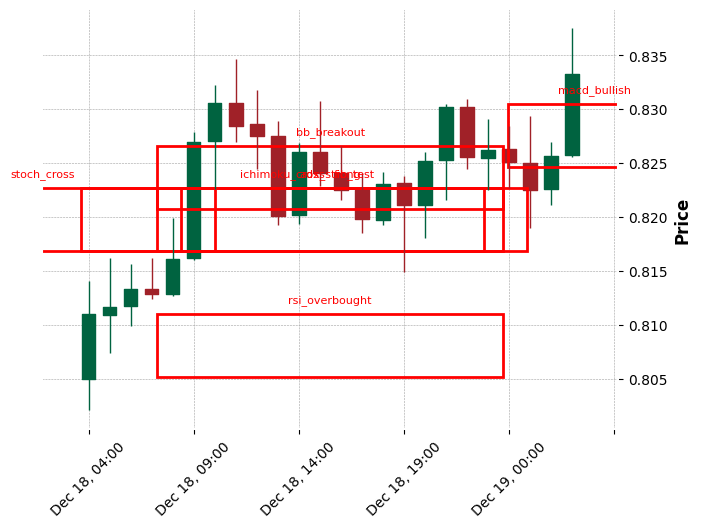 0.835
macd_bullish
0.830
bb_breakout
0.825
stoch_cross
0.820
Price
0.815
rsi_overbought
0.810
0.805
Dec 18, 04:00
Dec 18, 09:00
Dec 18, 14:00
Dec 18, 19:00
Dec 19, 00:00